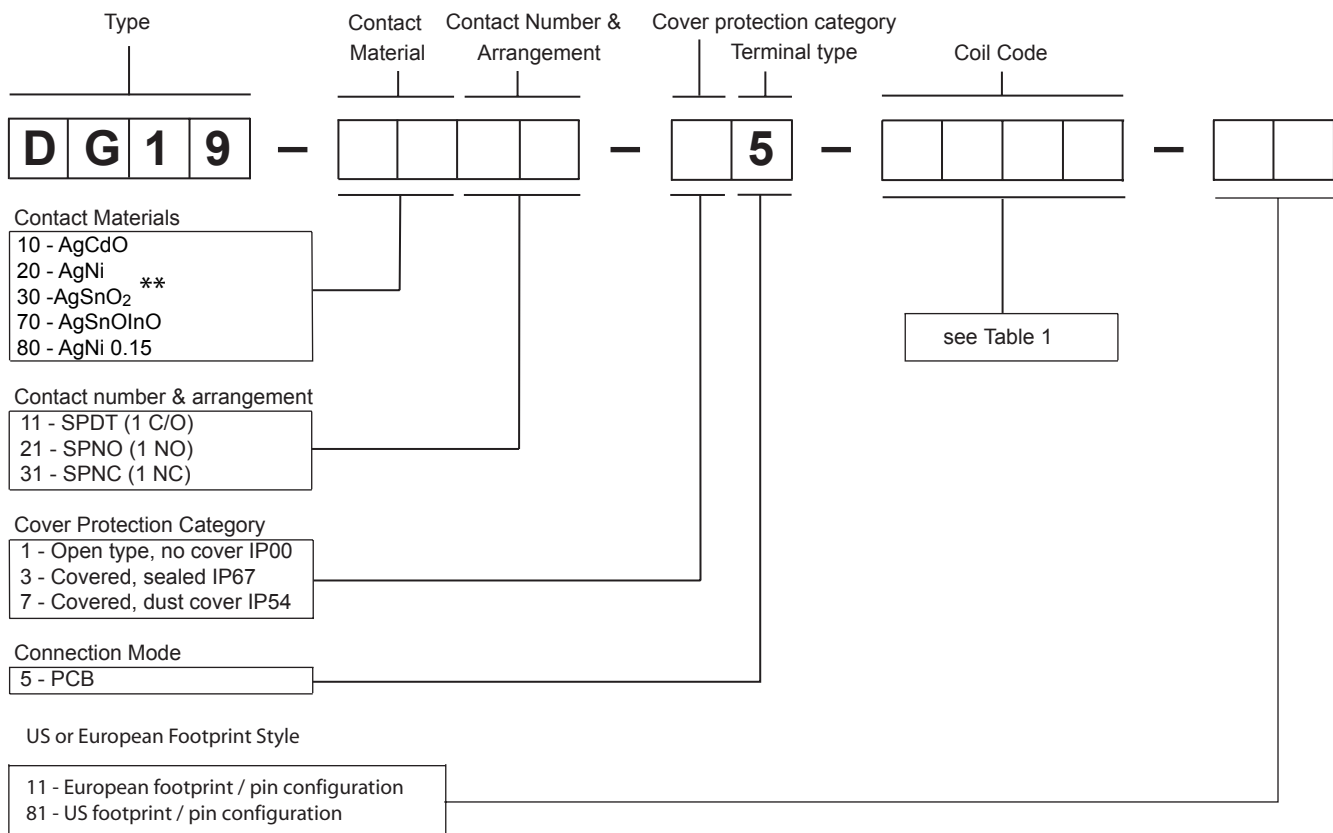 Type
Contact Material
Contact Number & Arrangement
Cover protection category
Terminal type
Coil Code
D G 1 9 – – 5 – –
Contact Materials
10 - AgCdO
20 - AgNi
30 -AgSnO2 **
70 - AgSnOInO
80 - AgNi 0.15
see Table 1
Contact number & arrangement
11 - SPDT (1 C/O)
21 - SPNO (1 NO)
31 - SPNC (1 NC)
Cover Protection Category
1 - Open type, no cover IP00
3 - Covered, sealed IP67
7 - Covered, dust cover IP54
Connection Mode
5 - PCB
US or European Footprint Style
11 - European footprint / pin configuration
81 - US footprint / pin configuration